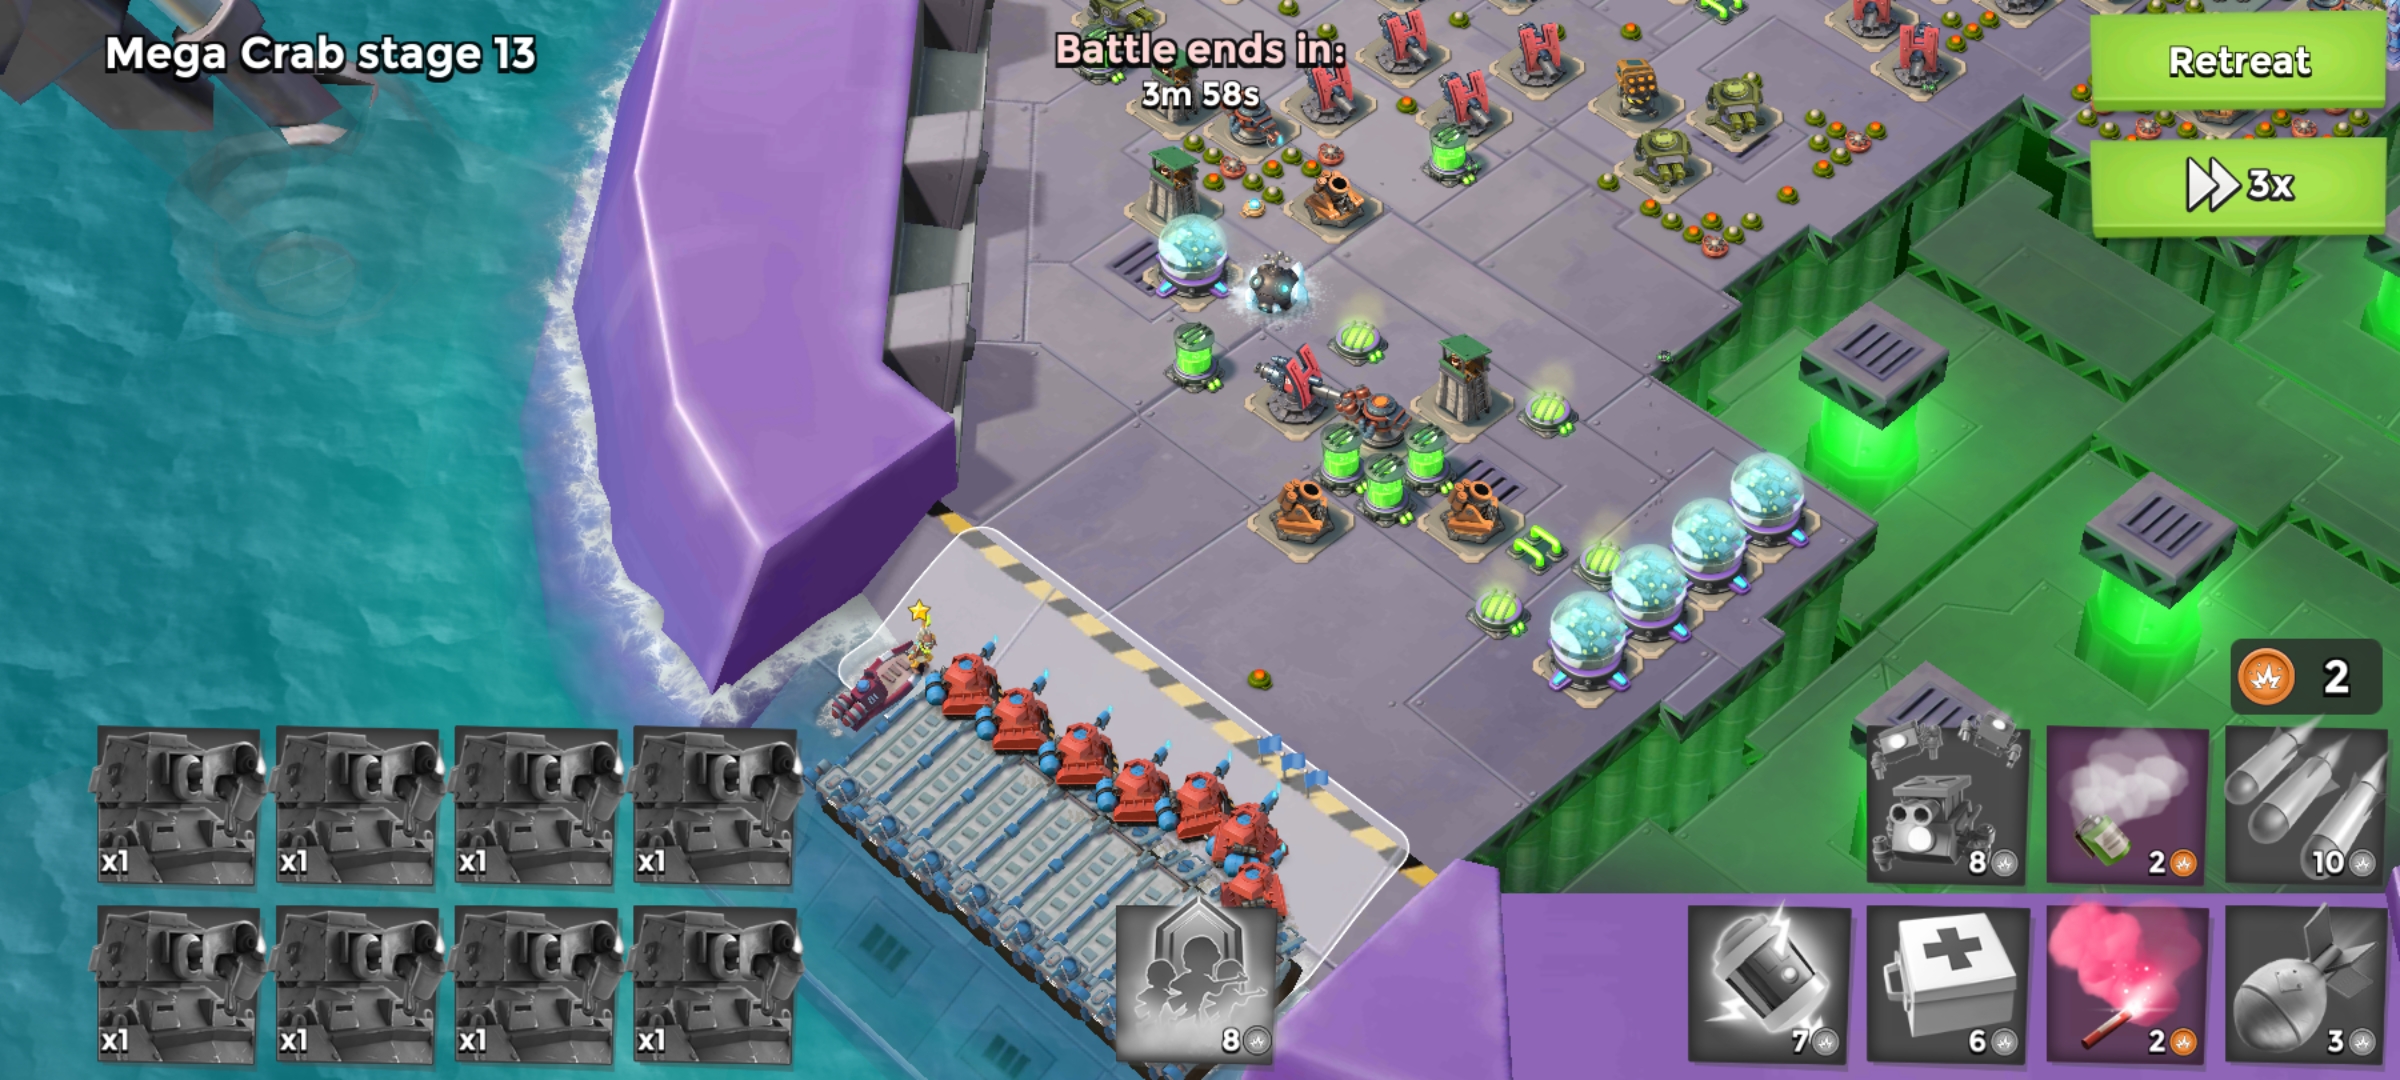 Mega Crab stage 13
Battle ends in:
3m 58s
Retreat
3x
2
x1
x1
x1
x1
8
2
10
x1
x1
x1
x1
8
7
6
2
3